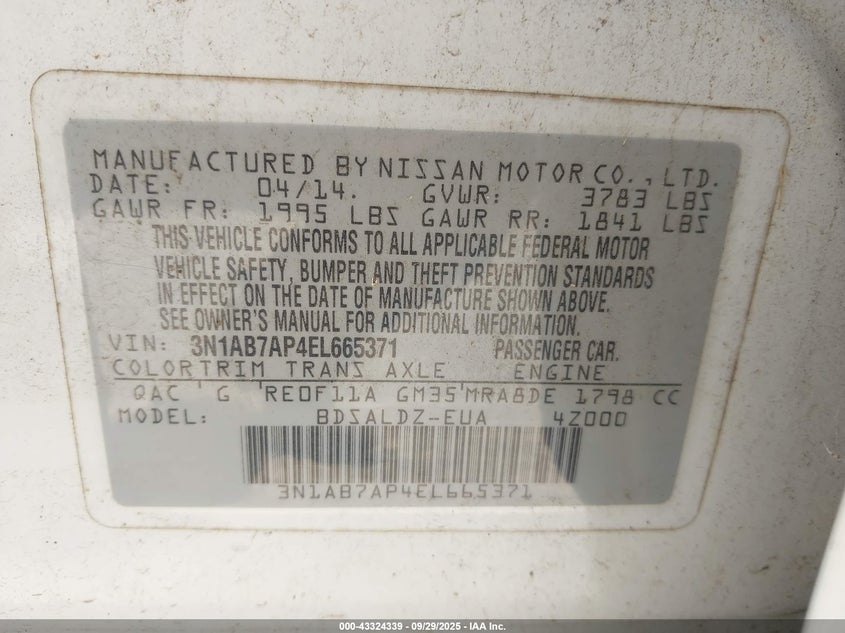 MANUFACTURED BY NISSAN MOTOR CO., LTD.
DATE: 04/14. GVWR: 3783 LBS
GAWR FR: 1995 LBS GAWR RR: 1841 LBS
THIS VEHICLE CONFORMS TO ALL APPLICABLE FEDERAL MOTOR
VEHICLE SAFETY, BUMPER AND THEFT PREVENTION STANDARDS
IN EFFECT ON THE DATE OF MANUFACTURE SHOWN ABOVE.
SEE OWNER'S MANUAL FOR ADDITIONAL INFORMATION.
VIN: 3N1AB7AP4EL665371 PASSENGER CAR.
COLOR TRIM TRANS AXLE ENGINE
QAC ' G ' RE0F11A GM35 ' MRA8DE 1798 CC
MODEL: BDSALDZ-EUA 4Z000
3N1AB7AP4EL665371
000-43324339 - 09/29/2025 - IAA Inc.